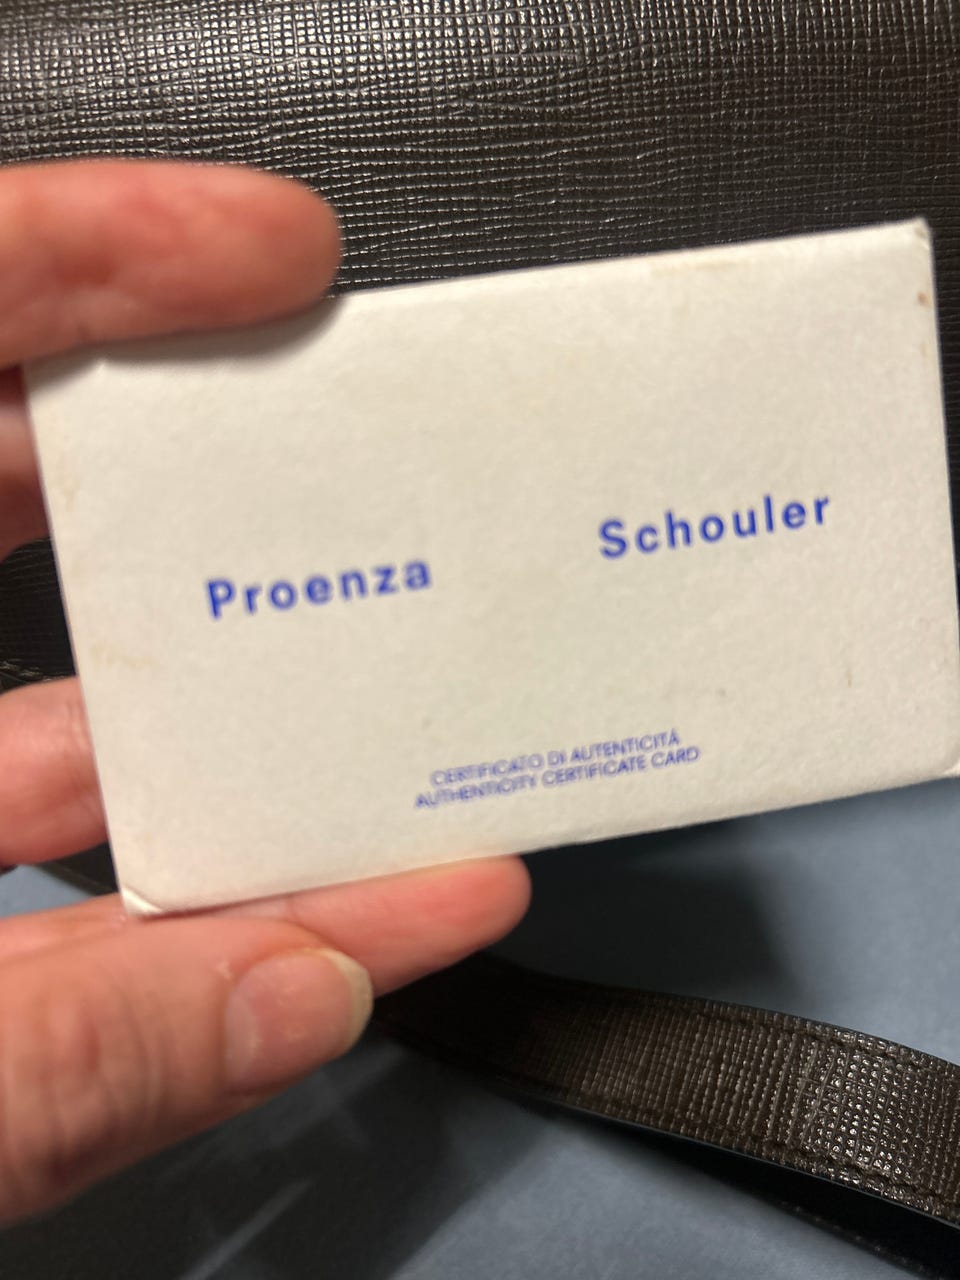 Proenza Schouler
CERTIFICATO DI AUTENTICITÀ
AUTHENTICITY CERTIFICATE CARD